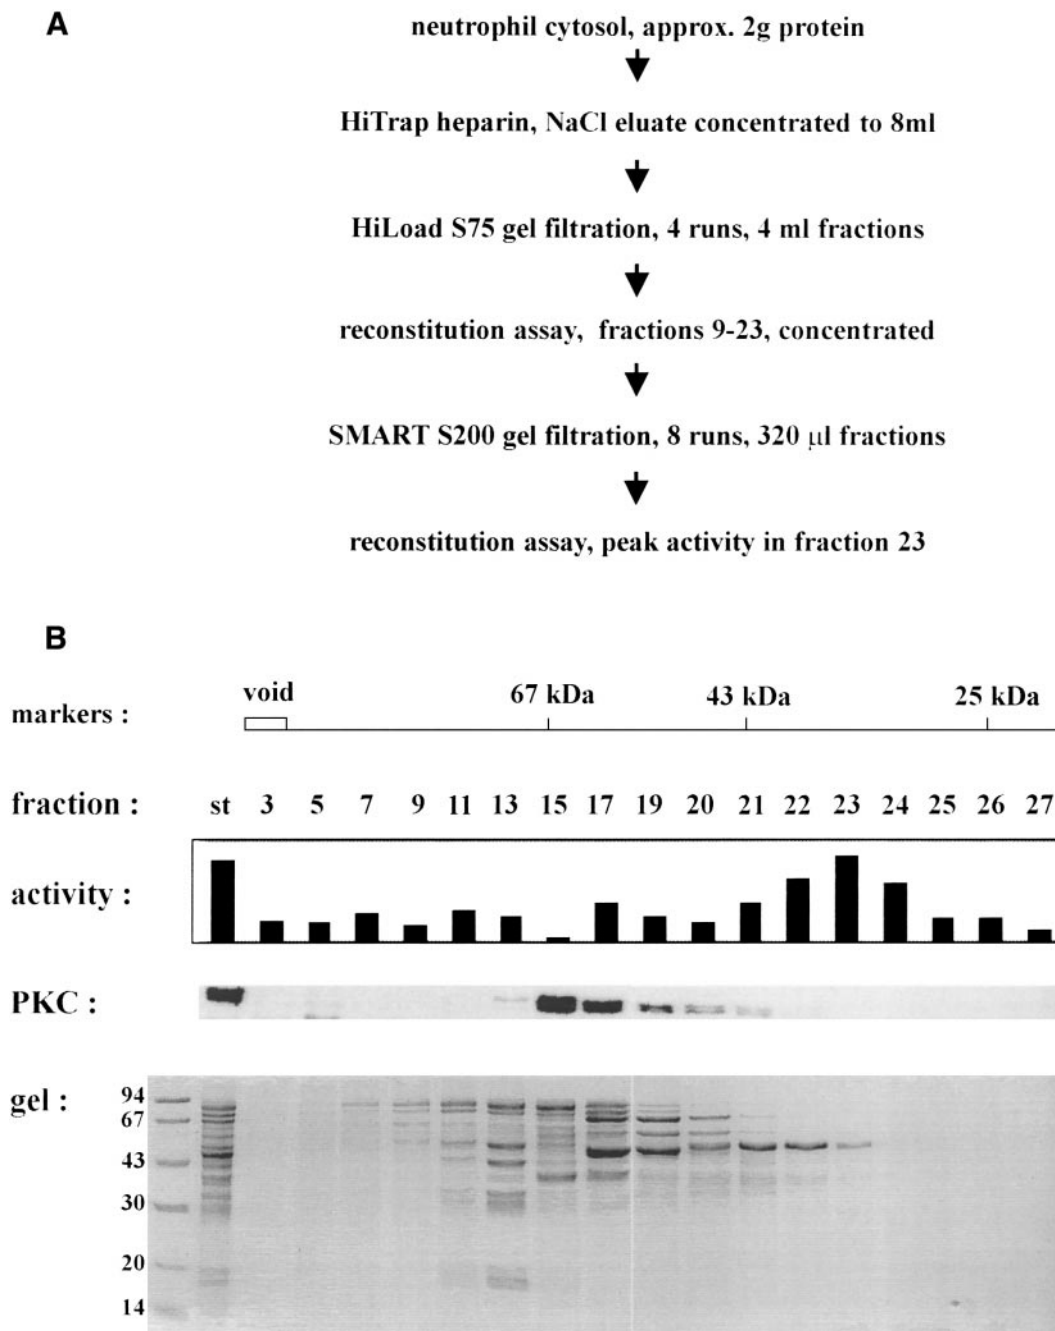 A
neutrophil cytosol, approx. 2g protein
HiTrap heparin, NaCl eluate concentrated to 8ml
HiLoad S75 gel filtration, 4 runs, 4 ml fractions
reconstitution assay, fractions 9-23, concentrated
SMART S200 gel filtration, 8 runs, 320 μl fractions
reconstitution assay, peak activity in fraction 23
B
markers : void 67 kDa 43 kDa 25 kDa
fraction : st 3 5 7 9 11 13 15 17 19 20 21 22 23 24 25 26 27
activity :
PKC :
gel : 94
67
43
30
20
14